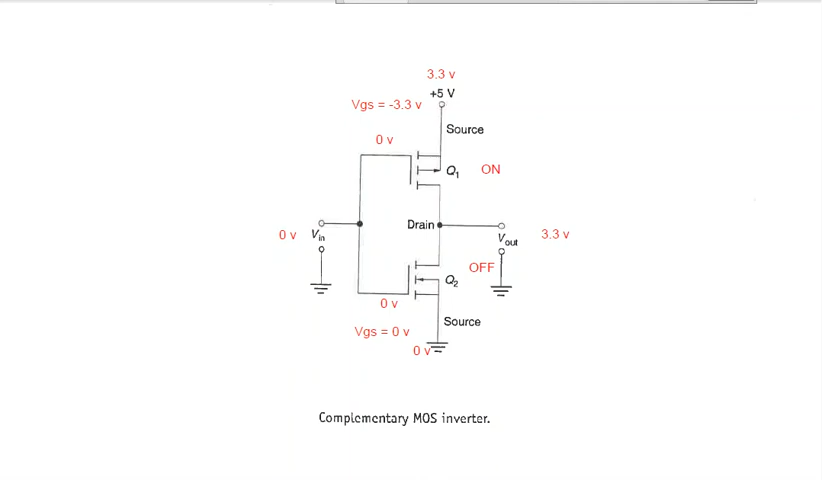 3.3 v
+5 V
Vgs = -3.3 v
Source
0 v
Q1 ON
Drain
0 v Vin
Vout 3.3 v
OFF
Q2
0 v
Source
Vgs = 0 v
0 v
Complementary MOS inverter.